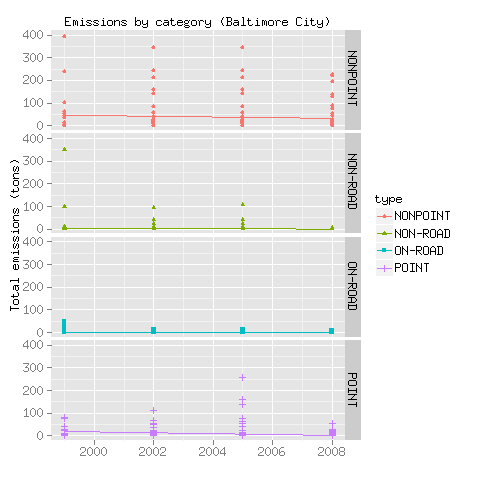 Emissions by category (Baltimore City)
Total emissions (tons)
400
300
200
100
0
NONPOINT
400
300
200
100
0
NON-ROAD
400
300
200
100
0
ON-ROAD
400
300
200
100
0
POINT
2000
2002
2004
2006
2008
type
NONPOINT
NON-ROAD
ON-ROAD
POINT